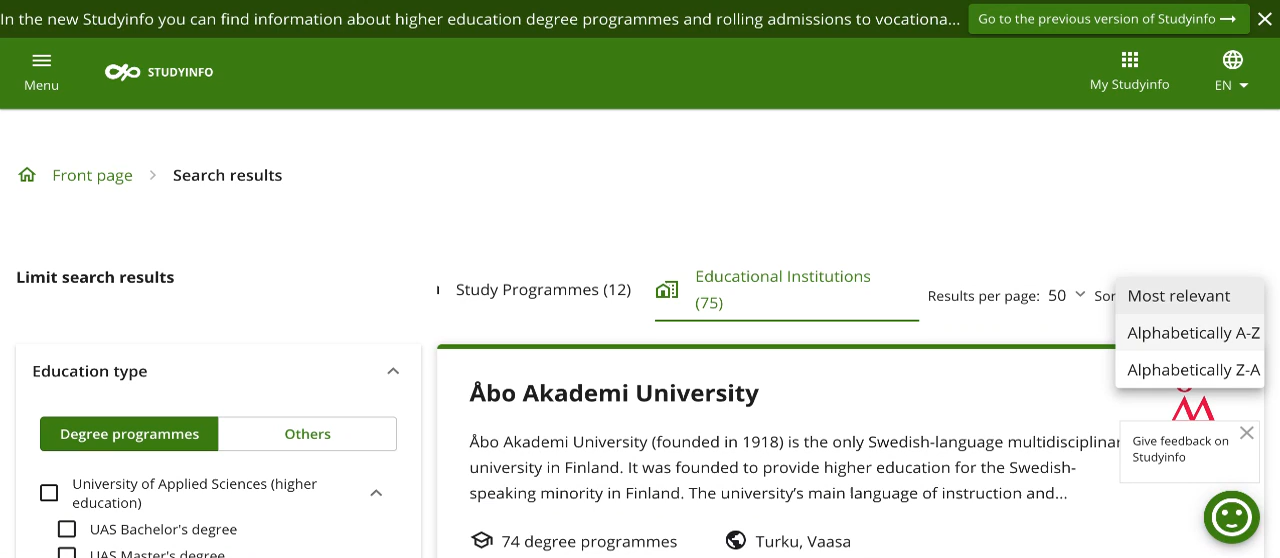 In the new Studyinfo you can find information about higher education degree programmes and rolling admissions to vocationa...
Go to the previous version of Studyinfo
Menu
STUDYINFO
My Studyinfo
EN
Front page
Search results
Limit search results
Study Programmes (12)
Educational Institutions
(75)
Results per page: 50
Sor
Most relevant
Alphabetically A-Z
Alphabetically Z-A
Education type
Degree programmes
Others
University of Applied Sciences (higher
education)
UAS Bachelor's degree
UAS Master's degree
Åbo Akademi University
Åbo Akademi University (founded in 1918) is the only Swedish-language multidisciplinar
university in Finland. It was founded to provide higher education for the Swedish-
speaking minority in Finland. The university's main language of instruction and...
74 degree programmes
Turku, Vaasa
Give feedback on
Studyinfo